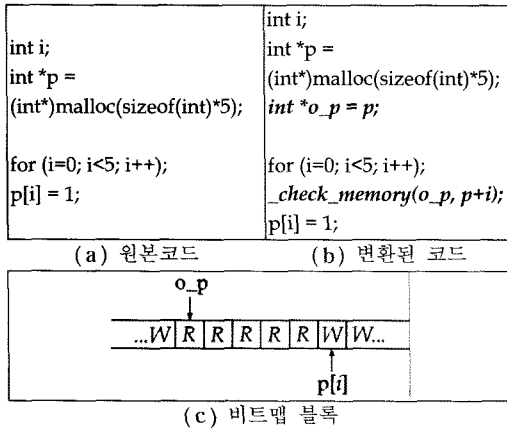 int i;
int *p =
(int*)malloc(sizeof(int)*5);
for (i=0; i<5; i++);
p[i] = 1;
(a) 원본코드
int i;
int *p =
(int*)malloc(sizeof(int)*5);
int *o_p = p;
for (i=0; i<5; i++);
_check_memory(o_p, p+i);
p[i] = 1;
(b) 변환된 코드
o_p
...W R R R R R W W...
p[i]
(c) 비트맵 블록